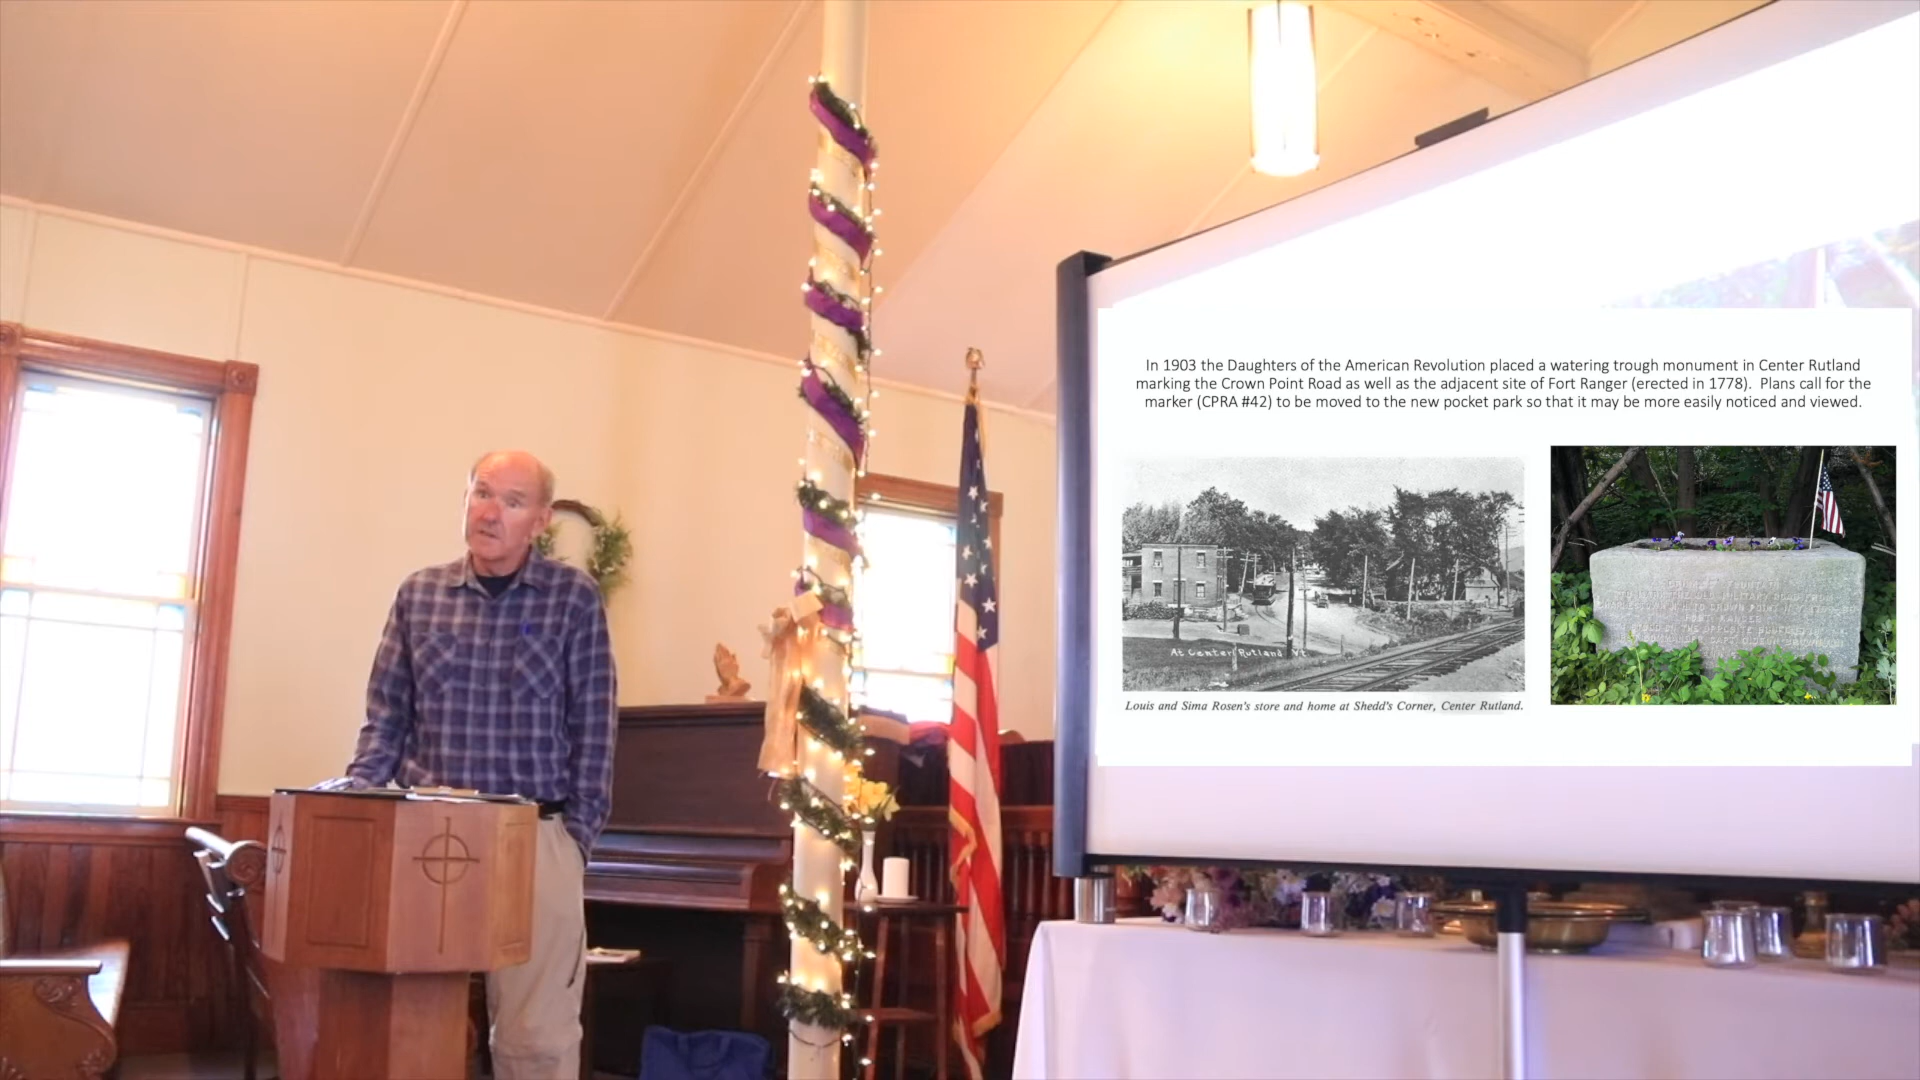 In 1903 the Daughters of the American Revolution placed a watering trough monument in Center Rutland
marking the Crown Point Road as well as the adjacent site of Fort Ranger (erected in 1778).  Plans call for the
marker (CPRA #42) to be moved to the new pocket park so that it may be more easily noticed and viewed.
At Center Rutland Vt
Louis and Sima Rosen's store and home at Shedd's Corner, Center Rutland.
TO CROWN POINT N.Y.
FORT RANGER